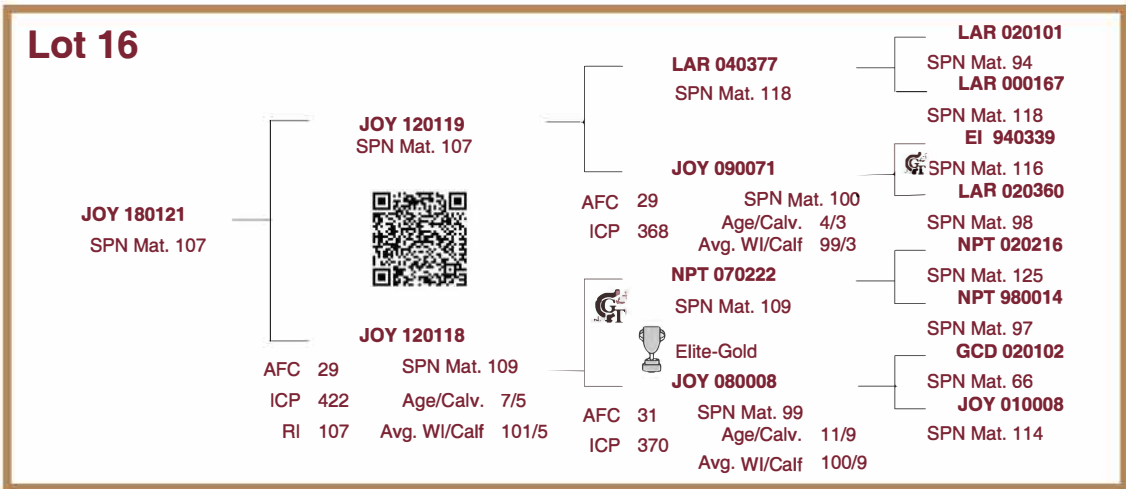 Lot 16
JOY 180121
SPN Mat. 107
JOY 120119
SPN Mat. 107
JOY 120118
AFC 29 SPN Mat. 109
ICP 422 Age/Calv. 7/5
RI 107 Avg. WI/Calf 101/5
LAR 040377
SPN Mat. 118
JOY 090071
AFC 29 SPN Mat. 100
ICP 368 Age/Calv. 4/3
Avg. WI/Calf 99/3
GT
NPT 070222
SPN Mat. 109
Elite-Gold
JOY 080008
AFC 31 SPN Mat. 99
ICP 370 Age/Calv. 11/9
Avg. WI/Calf 100/9
LAR 020101
SPN Mat. 94
LAR 000167
SPN Mat. 118
EI 940339
GT
SPN Mat. 116
LAR 020360
SPN Mat. 98
NPT 020216
SPN Mat. 125
NPT 980014
SPN Mat. 97
GCD 020102
SPN Mat. 66
JOY 010008
SPN Mat. 114